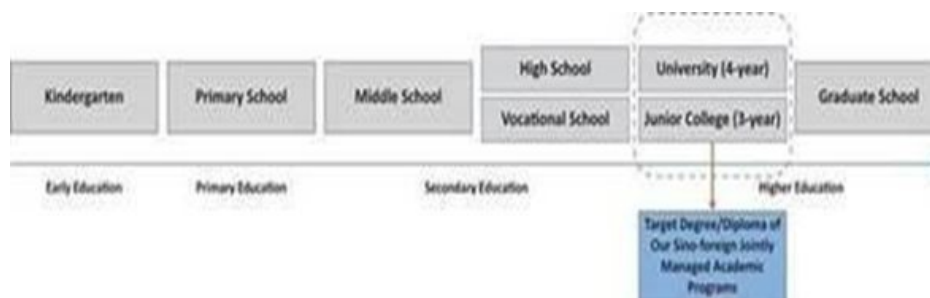 Kindergarten
Primary School
Middle School
High School
Vocational School
University (4-year)
Junior College (3-year)
Graduate School
Early Education
Primary Education
Secondary Education
Higher Education
Target Degree/Diploma of
Our Sino-foreign Jointly
Managed Academic
Programs